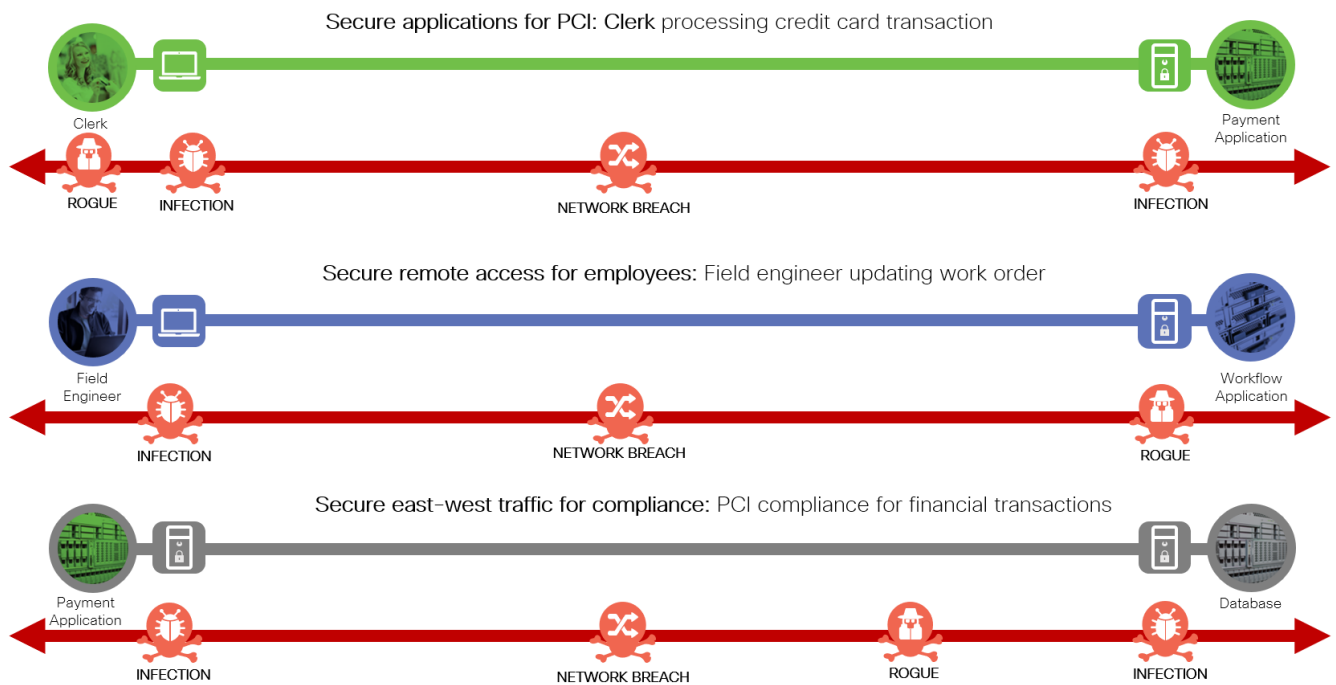 Secure applications for PCI: Clerk processing credit card transaction
Clerk
Payment
Application
ROGUE
INFECTION
NETWORK BREACH
INFECTION
Secure remote access for employees: Field engineer updating work order
Field
Engineer
Workflow
Application
INFECTION
NETWORK BREACH
ROGUE
Secure east-west traffic for compliance: PCI compliance for financial transactions
Payment
Application
Database
INFECTION
NETWORK BREACH
ROGUE
INFECTION